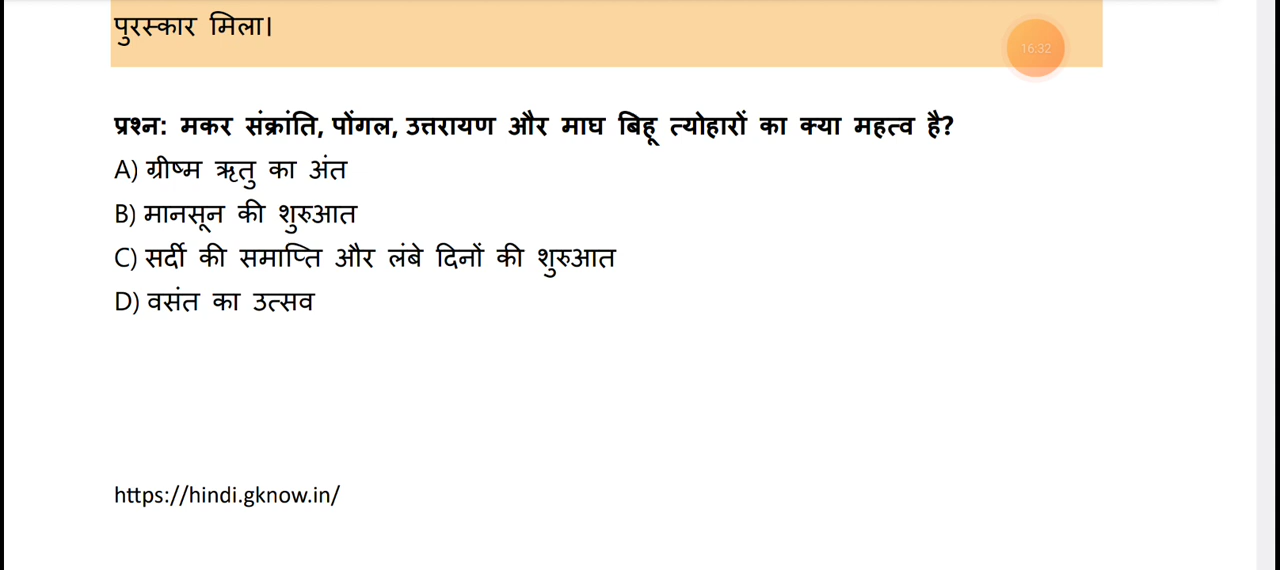 पुरस्कार मिला।
16:32
प्रश्न: मकर संक्रांति, पोंगल, उत्तरायण और माघ बिहू त्योहारों का क्या महत्व है?
A) ग्रीष्म ऋतु का अंत
B) मानसून की शुरुआत
C) सर्दी की समाप्ति और लंबे दिनों की शुरुआत
D) वसंत का उत्सव
https://hindi.gknow.in/